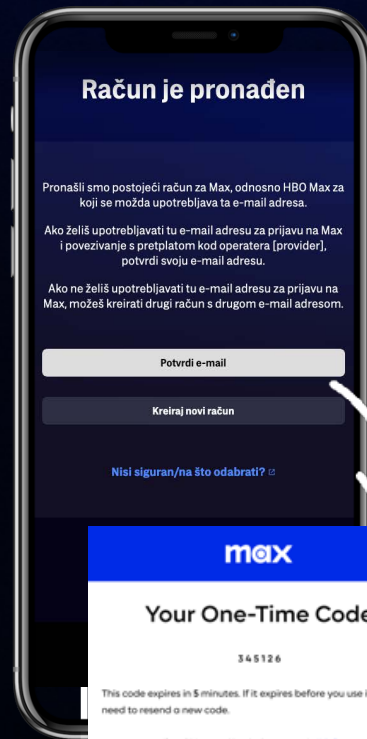 Račun je pronađen
Pronašli smo postojeći račun za Max, odnosno HBO Max za
koji se možda upotrebljava ta e-mail adresa.
Ako želiš upotrebljavati tu e-mail adresu za prijavu na Max
i povezivanje s pretplatom kod operatera [provider],
potvrdi svoju e-mail adresu.
Ako ne želiš upotrebljavati tu e-mail adresu za prijavu na
Max, možeš kreirati drugi račun s drugom e-mail adresom.
Potvrdi e-mail
Kreiraj novi račun
Nisi siguran/na što odabrati?
max
Your One-Time Code
345126
This code expires in 5 minutes. If it expires before you use i
need to resend a new code.